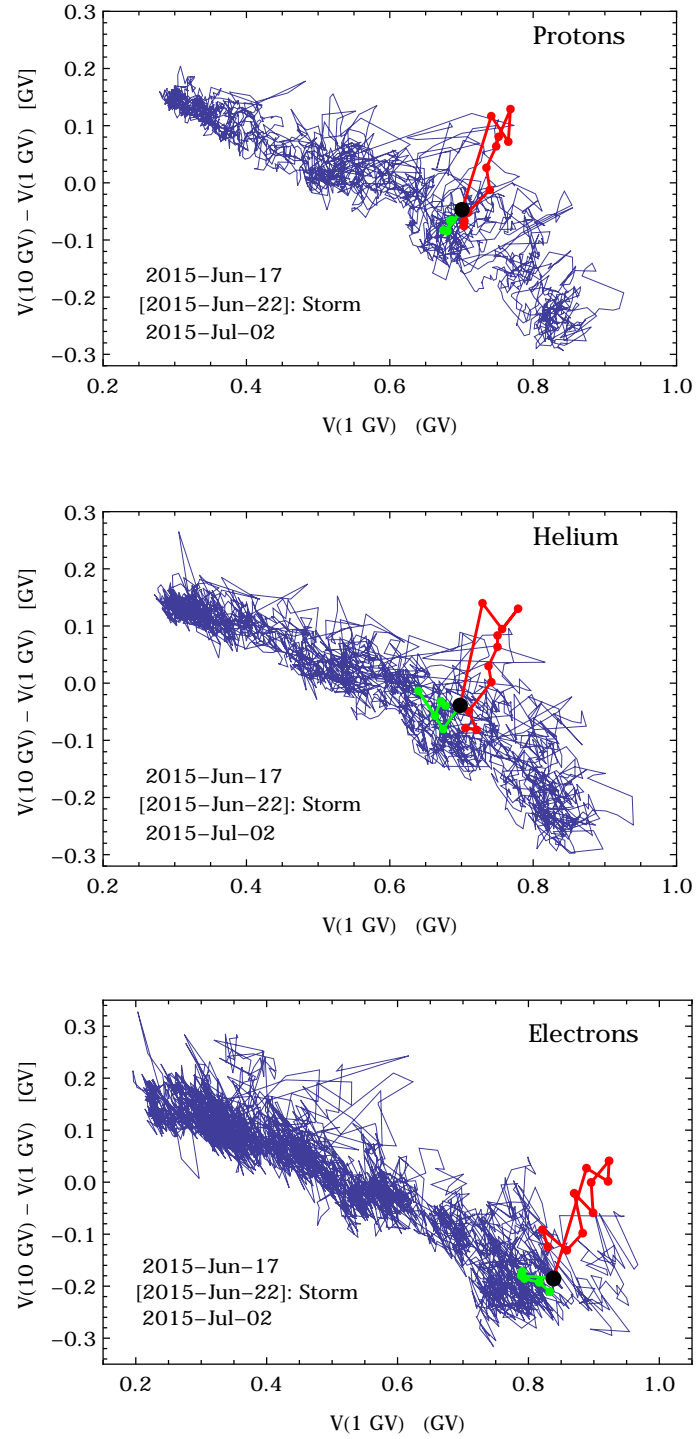 Protons
V(10 GV) − V(1 GV) [GV]
0.3
0.2
0.1
0.0
−0.1
−0.2
−0.3
2015−Jun−17
[2015−Jun−22]: Storm
2015−Jul−02
0.2 0.4 0.6 0.8 1.0
V(1 GV) (GV)
Helium
V(10 GV) − V(1 GV) [GV]
0.3
0.2
0.1
0.0
−0.1
−0.2
−0.3
2015−Jun−17
[2015−Jun−22]: Storm
2015−Jul−02
0.2 0.4 0.6 0.8 1.0
V(1 GV) (GV)
Electrons
V(10 GV) − V(1 GV) [GV]
0.3
0.2
0.1
0.0
−0.1
−0.2
−0.3
2015−Jun−17
[2015−Jun−22]: Storm
2015−Jul−02
0.2 0.4 0.6 0.8 1.0
V(1 GV) (GV)